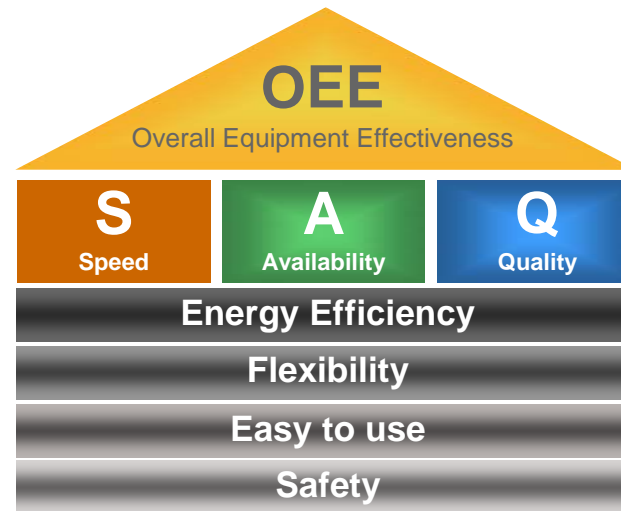 OEE
Overall Equipment Effectiveness
S
A
Q
Speed
Availability
Quality
Energy Efficiency
Flexibility
Easy to use
Safety